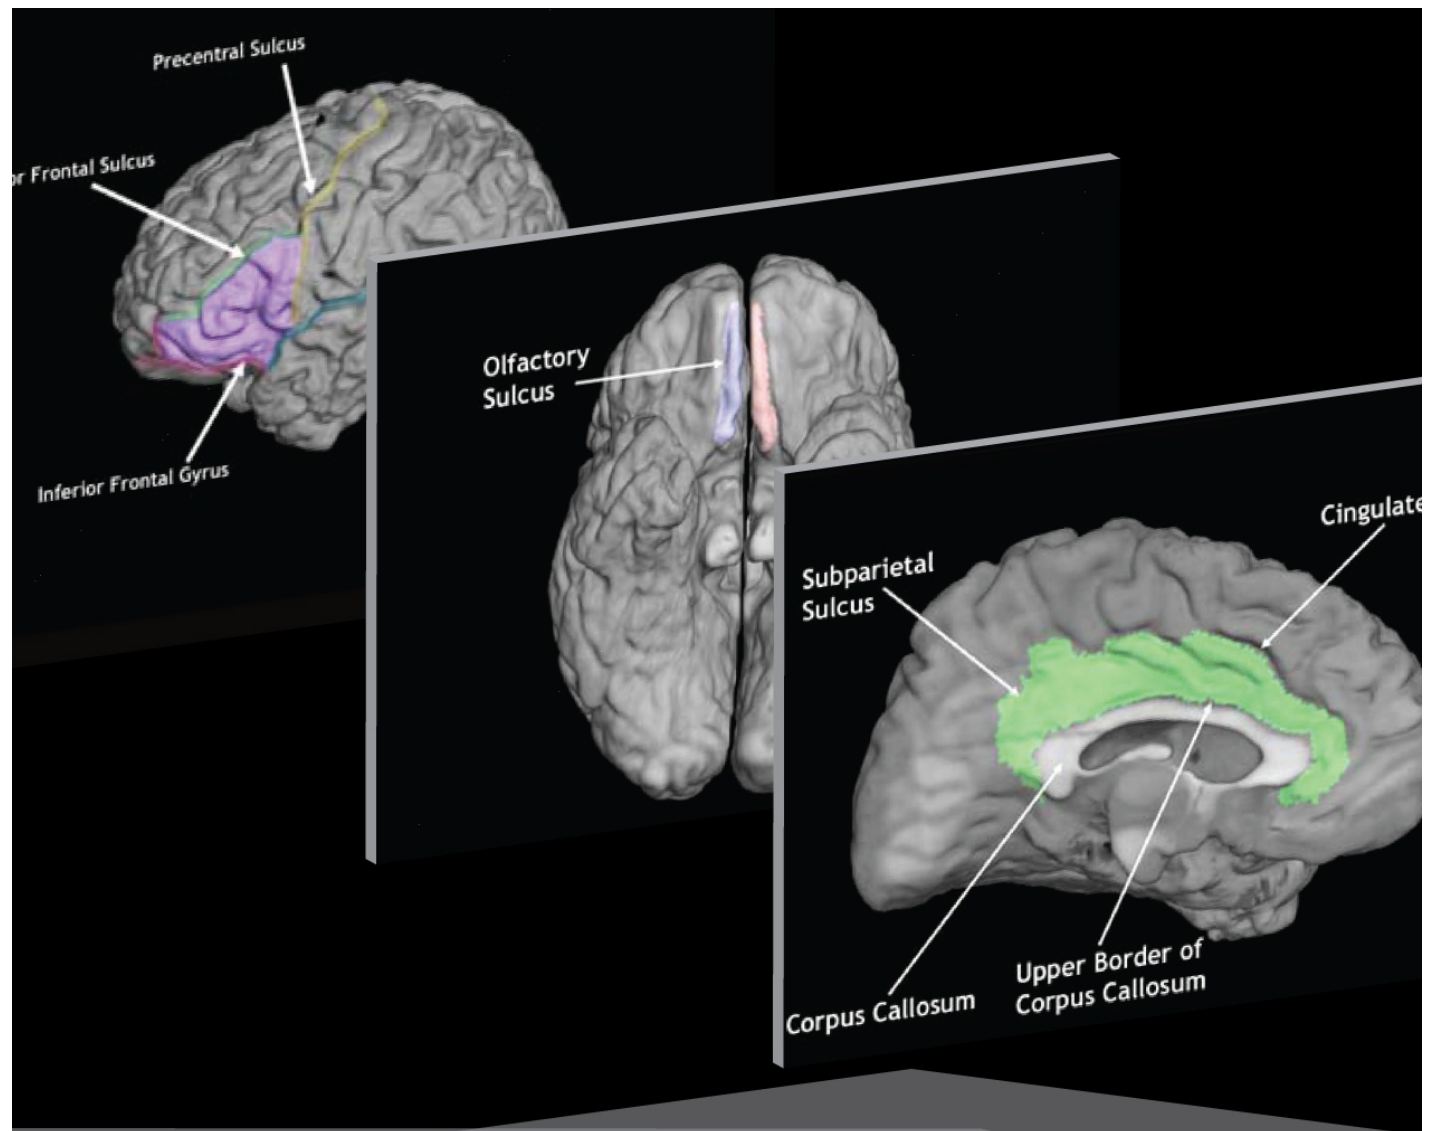 Precentral Sulcus
or Frontal Sulcus
Inferior Frontal Gyrus
Olfactory
Sulcus
Subparietal
Sulcus
Cingulate
Corpus Callosum
Upper Border of
Corpus Callosum